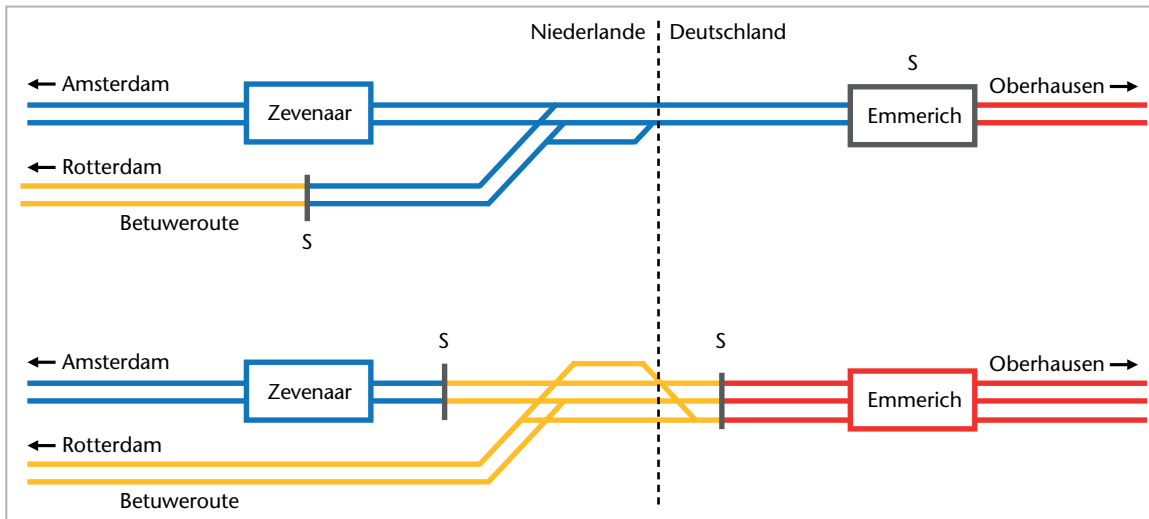 Niederlande Deutschland
← Amsterdam
Zevenaar
S
Emmerich
Oberhausen →
← Rotterdam
Betuweroute
S
← Amsterdam
Zevenaar
S
S
Emmerich
Oberhausen →
← Rotterdam
Betuweroute